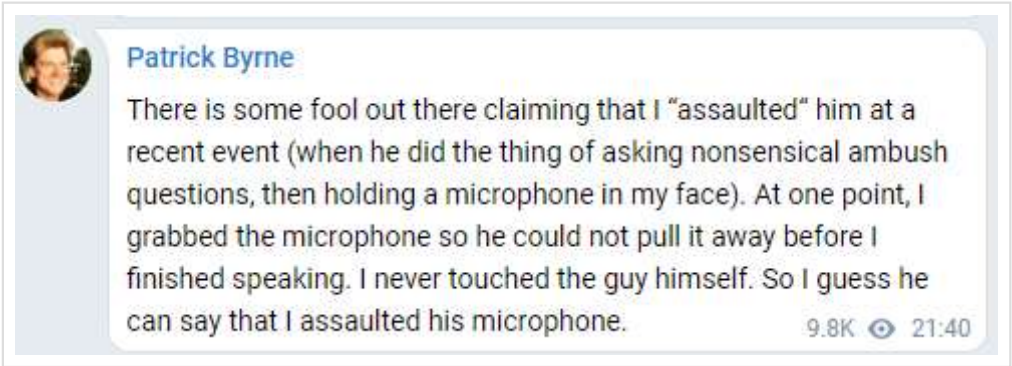 Patrick Byrne
There is some fool out there claiming that I “assaulted“ him at a
recent event (when he did the thing of asking nonsensical ambush
questions, then holding a microphone in my face). At one point, I
grabbed the microphone so he could not pull it away before I
finished speaking. I never touched the guy himself. So I guess he
can say that I assaulted his microphone.
9.8K 21:40